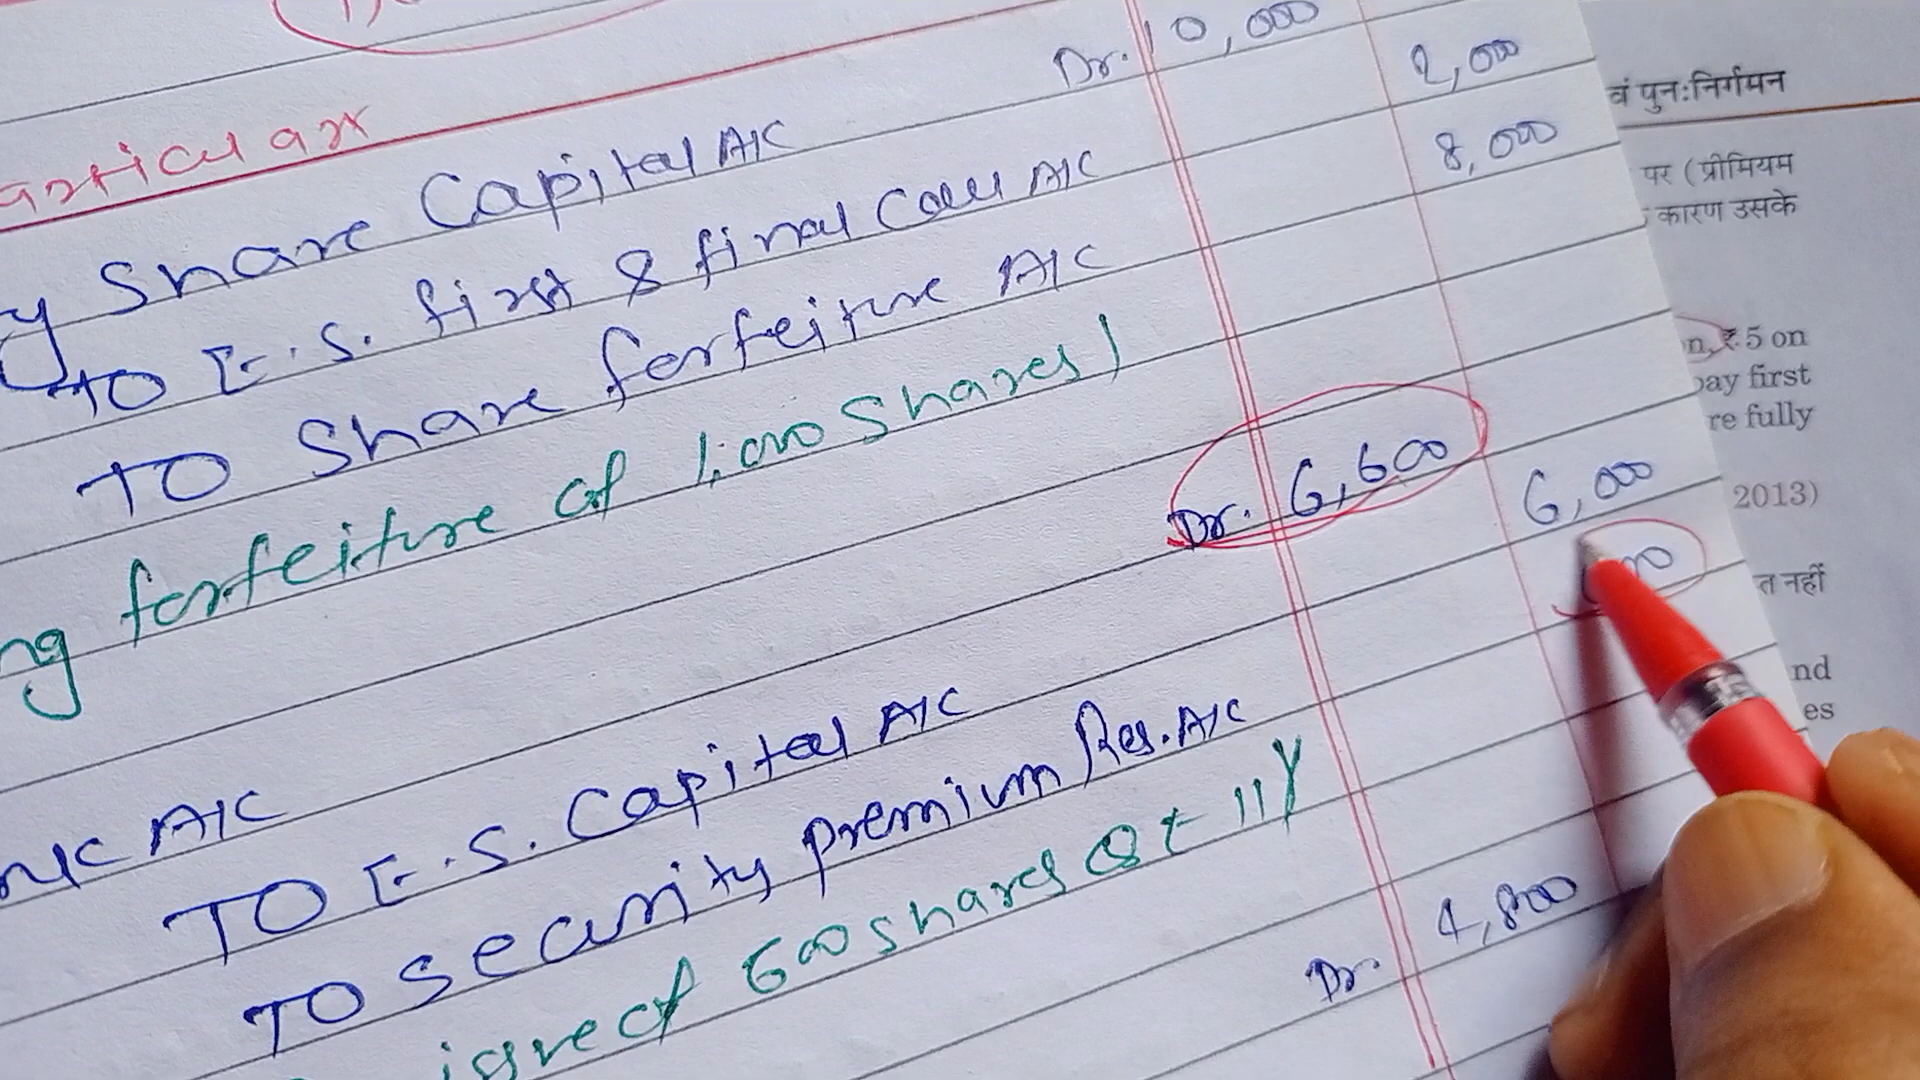 Dr. 10,000
articular
y Share Capital A/C
2,000
TO E.S. first & final Call A/C
8,000
TO Share forfeiture A/C
ng forfeiture of 1,000 Shares)
Dr. 6,600
6,000
A/C
TO E.S. Capital A/C
TO Security premium Res. A/C
of 600 shares @ ₹ 11)
Dr. 4,800
वं पुनःनिर्गमन
पर (प्रीमियम
कारण उसके
n, ₹ 5 on
pay first
re fully
2013)
त नहीं
nd
es